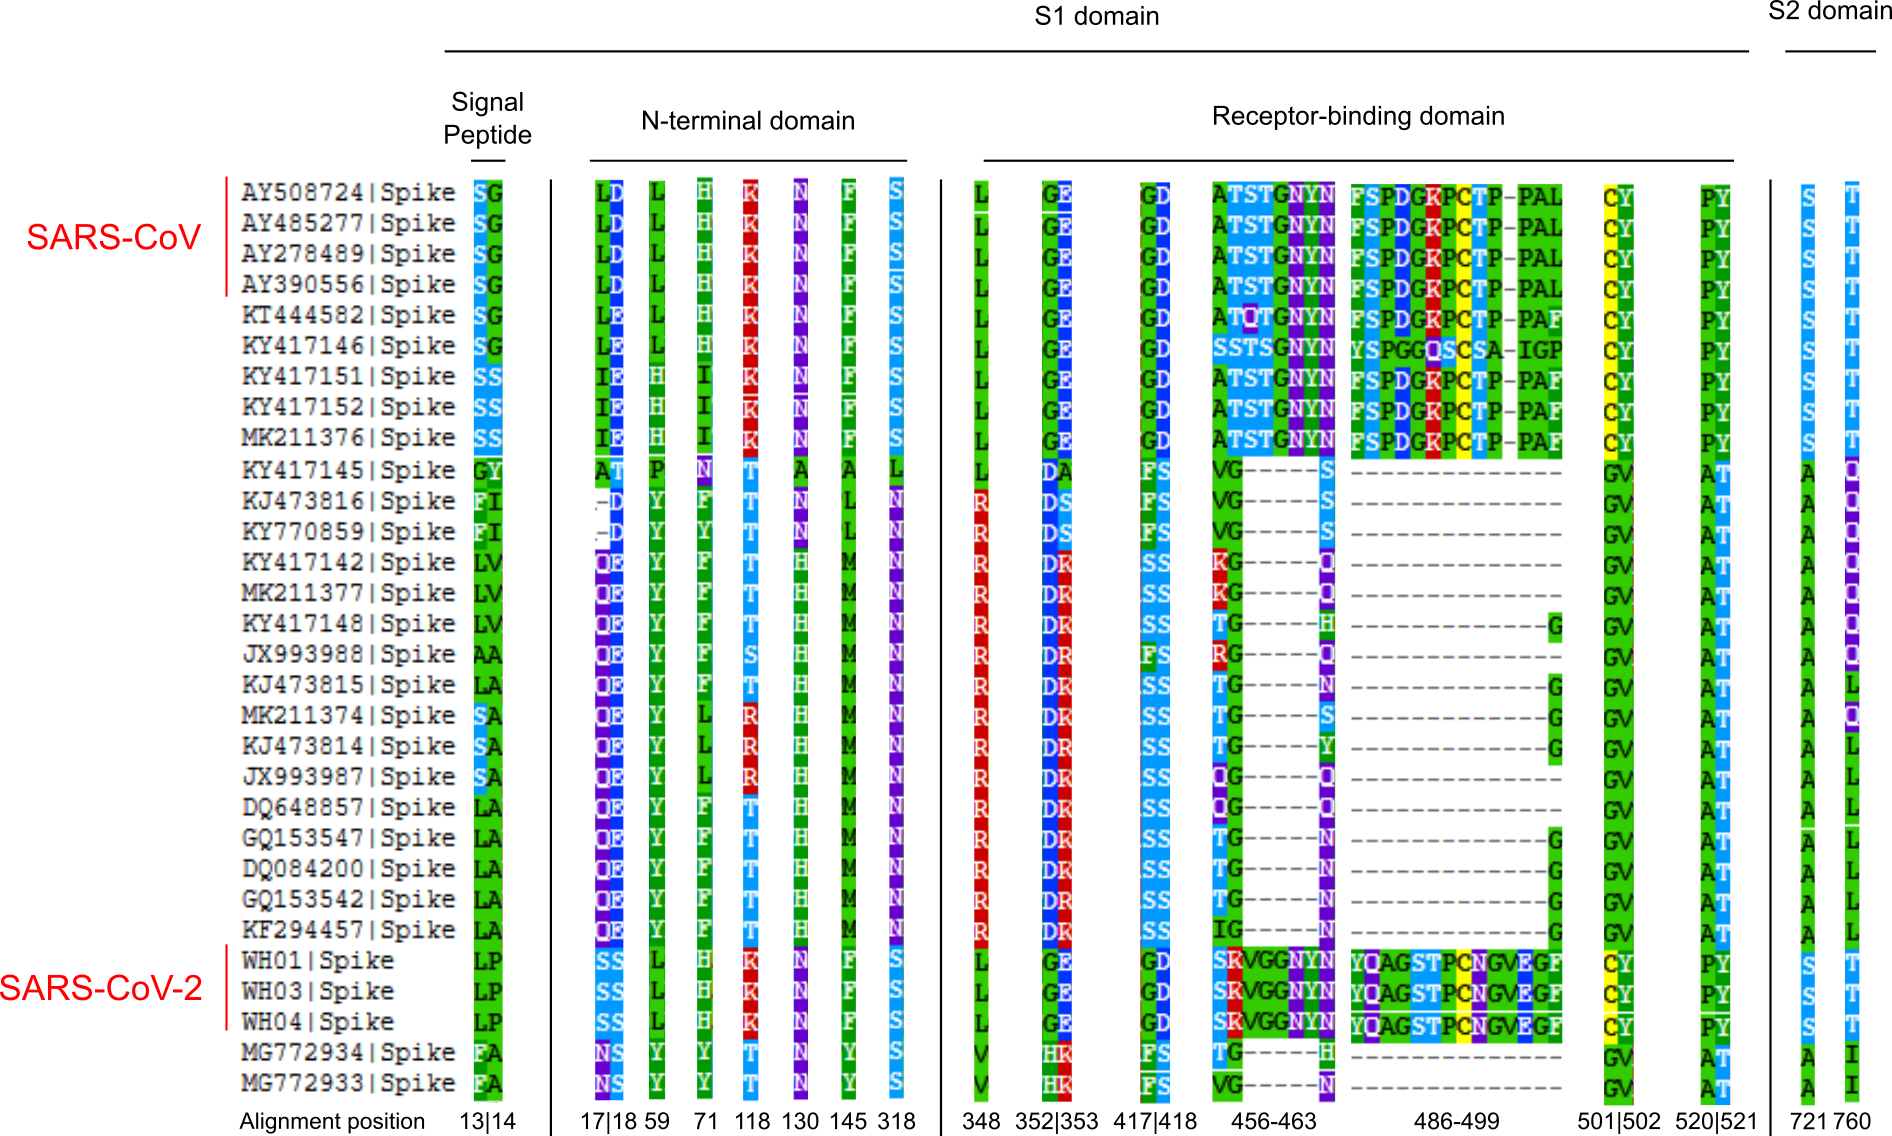 S1 domain S2 domain
Signal Peptide N-terminal domain Receptor-binding domain
SARS-CoV
AY508724|Spike SG LD L H K N F S L GE GD ATSTGNYN FSPDGKPCTP-PAL CY PY S T
AY485277|Spike SG LD L H K N F S L GE GD ATSTGNYN FSPDGKPCTP-PAL CY PY S T
AY278489|Spike SG LD L H K N F S L GE GD ATSTGNYN FSPDGKPCTP-PAL CY PY S T
AY390556|Spike SG LD L H K N F S L GE GD ATSTGNYN FSPDGKPCTP-PAL CY PY S T
KT444582|Spike SG LE L H K N F S L GE GD ATQTGNYN FSPDGKPCTP-PAF CY PY S T
KY417146|Spike SG LE L H K N F S L GE GD SSTSGNYN YSPGGQSCSA-IGP CY PY S T
KY417151|Spike SS IE H I K N F S L GE GD ATSTGNYN FSPDGKPCTP-PAF CY PY S T
KY417152|Spike SS IE H I K N F S L GE GD ATSTGNYN FSPDGKPCTP-PAF CY PY S T
MK211376|Spike SS IE H I K N F S L GE GD ATSTGNYN FSPDGKPCTP-PAF CY PY S T
KY417145|Spike GY AT P N T A A L L DA FS VG-----S -------------- GV AT A Q
KJ473816|Spike FI -D Y F T N L N R DS FS VG-----S -------------- GV AT A Q
KY770859|Spike FI -D Y Y T N L N R DS FS VG-----S -------------- GV AT A Q
KY417142|Spike LV QE Y F T H M N R DR SS KG-----Q -------------- GV AT A Q
MK211377|Spike LV QE Y F T H M N R DR SS KG-----Q -------------- GV AT A Q
KY417148|Spike LV QE Y F T H M N R DR SS TG-----H -------------G GV AT A Q
JX993988|Spike AA QE Y F S H M N R DR FS RG-----Q -------------- GV AT A Q
KJ473815|Spike LA QE Y F T H M N R DR SS TG-----N -------------G GV AT A L
MK211374|Spike SA QE Y L R H M N R DR SS TG-----S -------------G GV AT A Q
KJ473814|Spike SA QE Y L R H M N R DR SS TG-----Y -------------G GV AT A L
JX993987|Spike SA QE Y L R H M N R DR SS QG-----Q -------------- GV AT A L
DQ648857|Spike LA QE Y F T H M N R DR SS QG-----Q -------------- GV AT A L
GQ153547|Spike LA QE Y F T H M N R DR SS TG-----N -------------G GV AT A L
DQ084200|Spike LA QE Y F T H M N R DR SS TG-----N -------------G GV AT A L
GQ153542|Spike LA QE Y F T H M N R DR SS TG-----N -------------G GV AT A L
KF294457|Spike LA QE Y F T H M N R DR SS IG-----N -------------G GV AT A L
SARS-CoV-2
WH01|Spike LP SS L H K N F S L GE GD SKVGGNYN YQAGSTPCNGVEGF CY PY S T
WH03|Spike LP SS L H K N F S L GE GD SKVGGNYN YQAGSTPCNGVEGF CY PY S T
WH04|Spike LP SS L H K N F S L GE GD SKVGGNYN YQAGSTPCNGVEGF CY PY S T
MG772934|Spike FA NS Y Y T N Y S V HR FS TG-----H -------------- GV AT A I
MG772933|Spike FA NS Y Y T N Y S V HR FS VG-----N -------------- GV AT A I
Alignment position 13|14 17|18 59 71 118 130 145 318 348 352|353 417|418 456-463 486-499 501|502 520|521 721 760